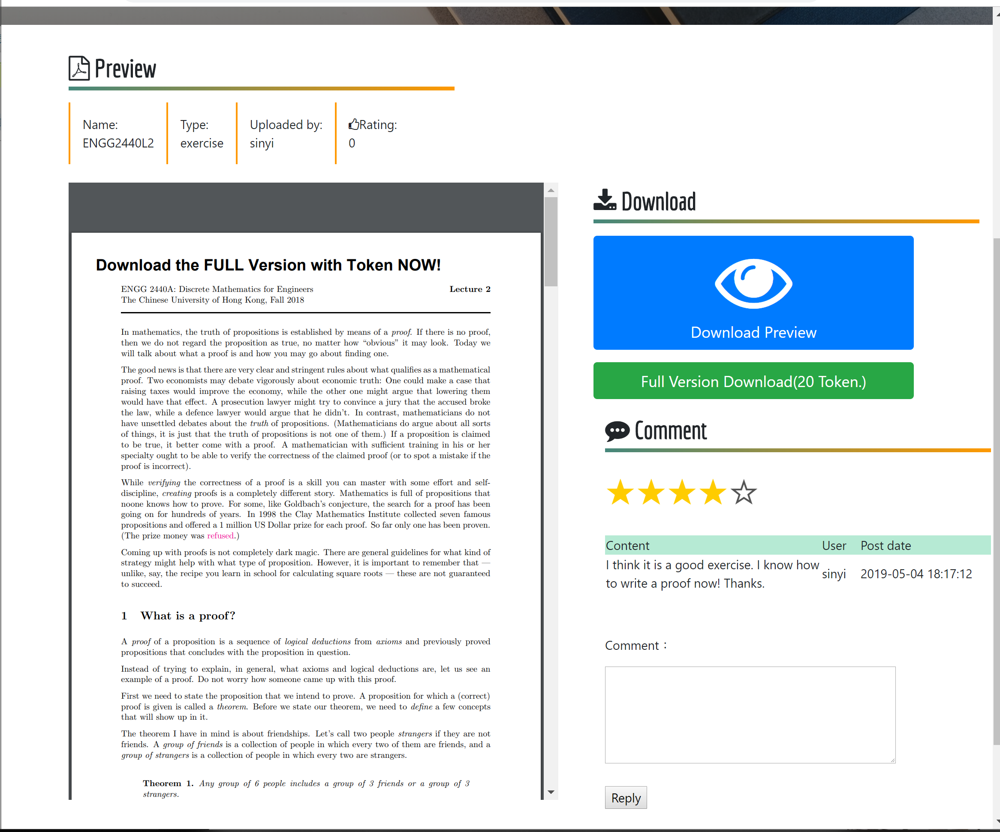 Preview
Name:
ENGG2440L2
Type:
exercise
Uploaded by:
sinyi
Rating:
0
Download the FULL Version with Token NOW!
ENGG 2440A: Discrete Mathematics for Engineers
Lecture 2
The Chinese University of Hong Kong, Fall 2018
In mathematics, the truth of propositions is established by means of a proof. If there is no proof,
then we do not regard the proposition as true, no matter how “obvious” it may look. Today we
will talk about what a proof is and how you may go about finding one.
The good news is that there are very clear and stringent rules about what qualifies as a mathematical
proof. Two economists may debate vigorously about economic truth: One could make a case that
raising taxes would improve the economy, while the other one might argue that lowering them
would have that effect. A prosecution lawyer might try to convince a jury that the accused broke
the law, while a defence lawyer would argue that he didn’t. In contrast, mathematicians do not
have unsettled debates about the truth of propositions. (Mathematicians do argue about all sorts
of things, it is just that the truth of propositions is not one of them.) If a proposition is claimed
to be true, it better come with a proof. A mathematician with sufficient training in his or her
specialty ought to be able to verify the correctness of the claimed proof (or to spot a mistake if the
proof is incorrect).
While verifying the correctness of a proof is a skill you can master with some effort and self-
discipline, creating proofs is a completely different story. Mathematics is full of propositions that
noone knows how to prove. For some, like Goldbach’s conjecture, the search for a proof has been
going on for hundreds of years. In 1998 the Clay Mathematics Institute collected seven famous
propositions and offered a 1 million US Dollar prize for each proof. So far only one has been proven.
(The prize money was refused.)
Coming up with proofs is not completely dark magic. There are general guidelines for what kind of
strategy might help with what type of proposition. However, it is important to remember that —
unlike, say, the recipe you learn in school for calculating square roots — these are not guaranteed
to succeed.
1 What is a proof?
A proof of a proposition is a sequence of logical deductions from axioms and previously proved
propositions that concludes with the proposition in question.
Instead of trying to explain, in general, what axioms and logical deductions are, let us see an
example of a proof. Do not worry how someone came up with this proof.
First we need to state the proposition that we intend to prove. A proposition for which a (correct)
proof is given is called a theorem. Before we state our theorem, we need to define a few concepts
that will show up in it.
The theorem I have in mind is about friendships. Let’s call two people strangers if they are not
friends. A group of friends is a collection of people in which every two of them are friends, and a
group of strangers is a collection of people in which every two are strangers.
Theorem 1. Any group of 6 people includes a group of 3 friends or a group of 3
strangers.
Download
Download Preview
Full Version Download(20 Token.)
Comment
Content User Post date
I think it is a good exercise. I know how
to write a proof now! Thanks.
sinyi 2019-05-04 18:17:12
Comment：
Reply